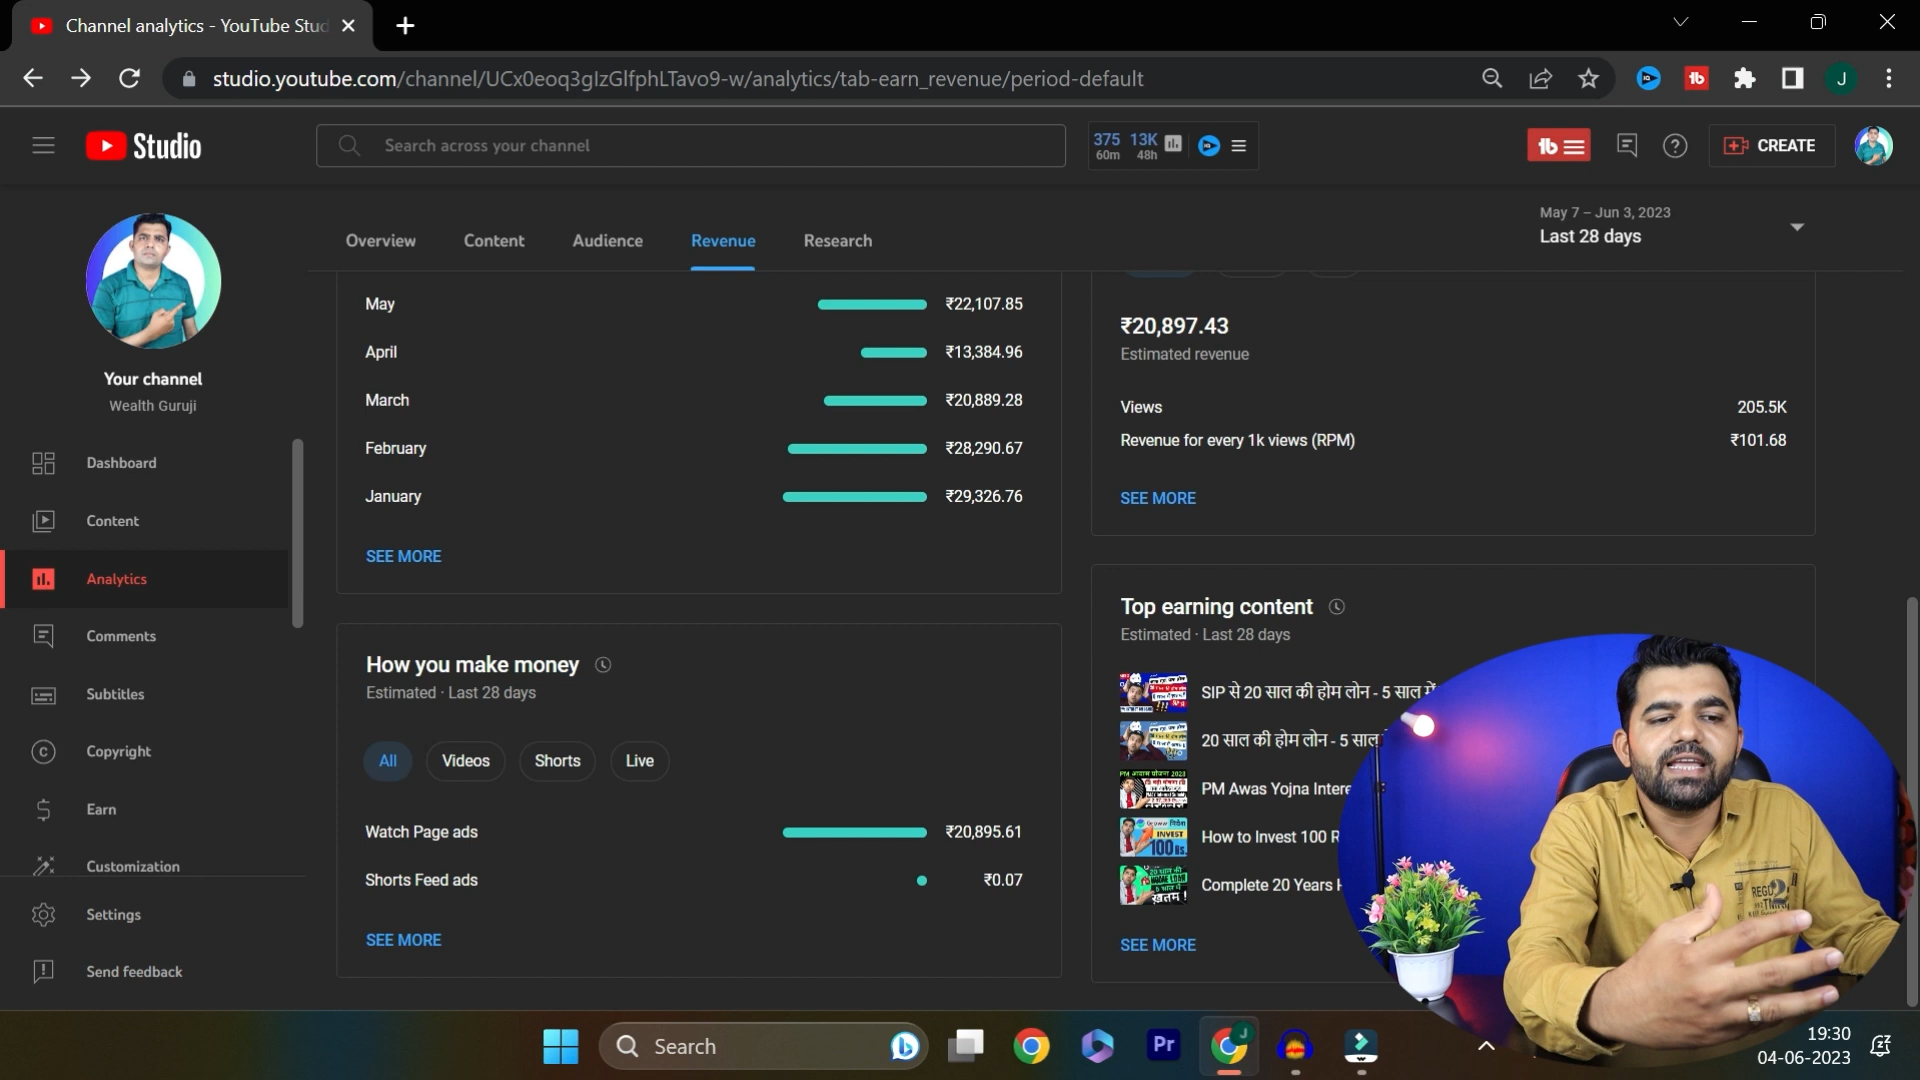 Channel analytics - YouTube Stud
studio.youtube.com/channel/UCx0eoq3gIzGlfphLTavo9-w/analytics/tab-earn_revenue/period-default
J
Studio
Search across your channel
375 13K
60m 48h
CREATE
Your channel
Wealth Guruji
Dashboard
Content
Analytics
Comments
Subtitles
Copyright
Earn
Customization
Settings
Send feedback
Overview Content Audience Revenue Research
May 7 – Jun 3, 2023
Last 28 days
May ₹22,107.85
April ₹13,384.96
March ₹20,889.28
February ₹28,290.67
January ₹29,326.76
SEE MORE
How you make money
Estimated · Last 28 days
All Videos Shorts Live
Watch Page ads ₹20,895.61
Shorts Feed ads ₹0.07
SEE MORE
₹20,897.43
Estimated revenue
Views 205.5K
Revenue for every 1k views (RPM) ₹101.68
SEE MORE
Top earning content
Estimated · Last 28 days
SIP से 20 साल की होम लोन - 5 साल में
20 साल की होम लोन - 5 साल
PM Awas Yojna Intere
How to Invest 100 R
Complete 20 Years
SEE MORE
INVEST
100
Search
Pr
J
19:30
04-06-2023